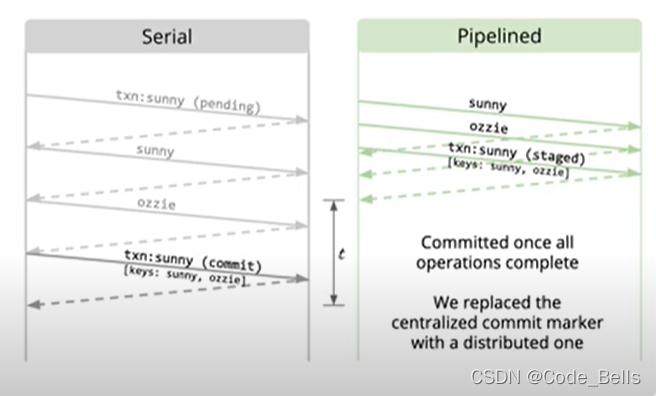 Serial
txn:sunny (pending)
sunny
ozzie
txn:sunny (commit)
[keys: sunny, ozzie]
t
Pipelined
sunny
ozzie
txn:sunny (staged)
[keys: sunny, ozzie]
Committed once all
operations complete
We replaced the
centralized commit marker
with a distributed one
CSDN @Code_Bells